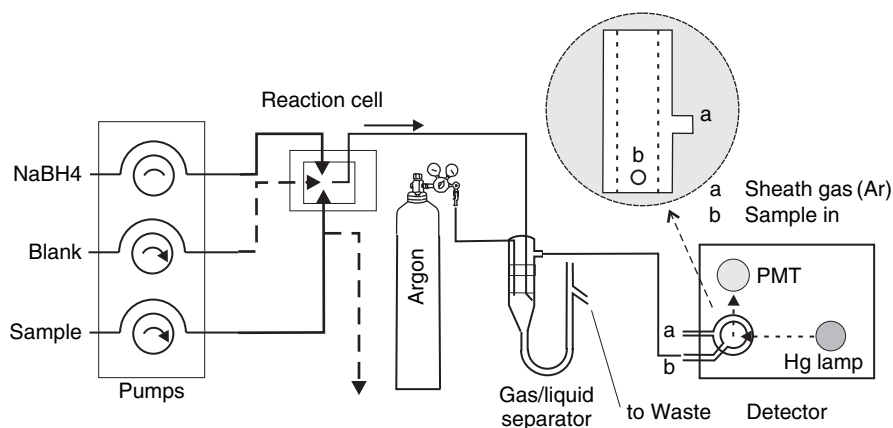 Reaction cell
NaBH4
Blank
Sample
Pumps
Argon
Gas/liquid
separator
to Waste
a
b
a Sheath gas (Ar)
b Sample in
PMT
a
b
Hg lamp
Detector